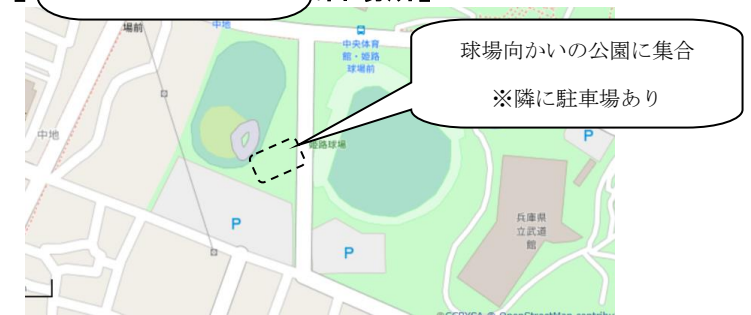 場前
中地
中央体育
館・姫路
球場前
球場向かいの公園に集合
※隣に駐車場あり
中地
姫路球場
P
兵庫県
立武道
館
P
P
OpenStreetMap contribu